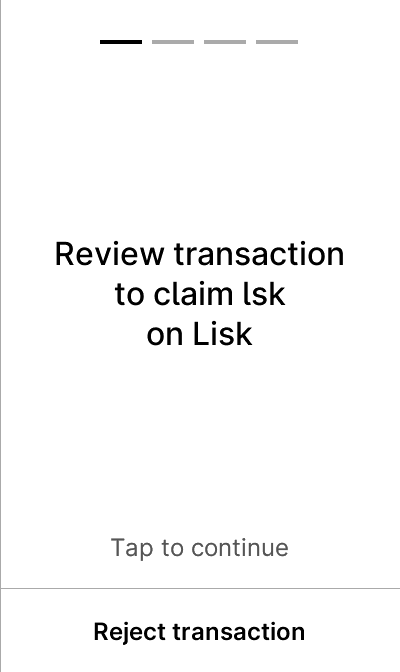 Review transaction
to claim lsk
on Lisk
Tap to continue
Reject transaction